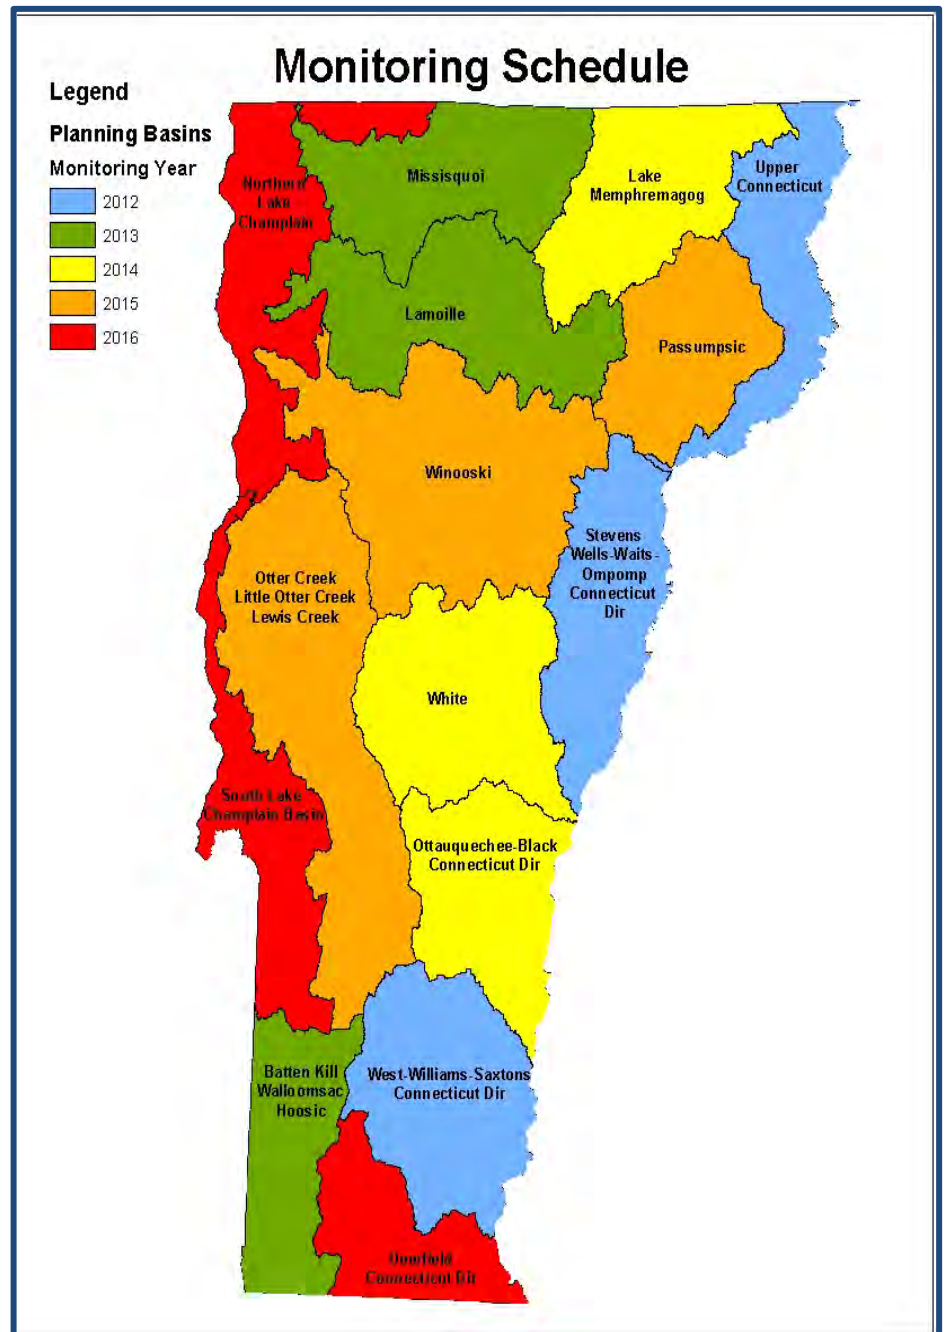 Monitoring Schedule
Legend
Planning Basins
Monitoring Year
2012
2013
2014
2015
2016
Northern
Lake
Champlain
Missisquoi
Lake
Memphremagog
Upper
Connecticut
Lamoille
Passumpsic
Winooski
Stevens
Wells-Waits-
Ompomp
Connecticut
Dir
Otter Creek
Little Otter Creek
Lewis Creek
White
South Lake
Champlain Basin
Ottauquechee-Black
Connecticut Dir
Batten Kill
Walloomsac
Hoosic
West-Williams-Saxtons
Connecticut Dir
Deerfield
Connecticut Dir